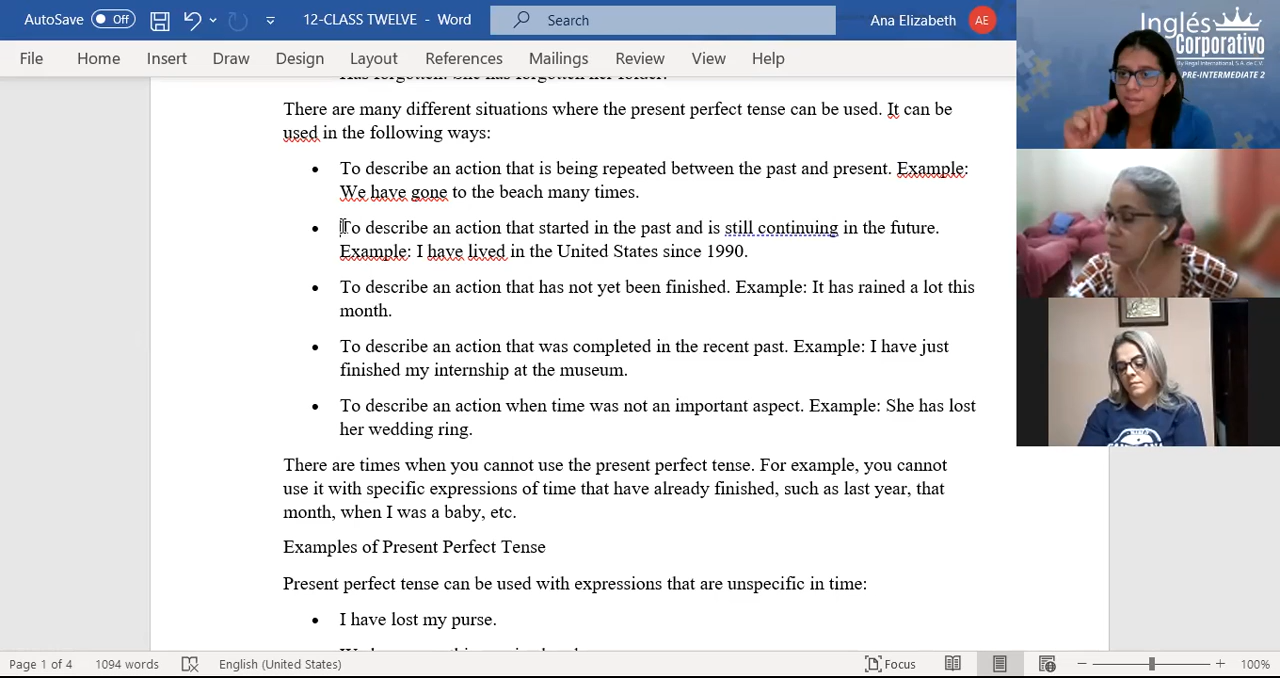 AutoSave Off 12-CLASS TWELVE - Word Search Ana Elizabeth AE
File Home Insert Draw Design Layout References Mailings Review View Help
Inglés
Corporativo
By Regal International, S.A. de C.V.
PRE-INTERMEDIATE 2
Has forgotten: She has forgotten her folder.
There are many different situations where the present perfect tense can be used. It can be
used in the following ways:
• To describe an action that is being repeated between the past and present. Example:
We have gone to the beach many times.
• To describe an action that started in the past and is still continuing in the future.
Example: I have lived in the United States since 1990.
• To describe an action that has not yet been finished. Example: It has rained a lot this
month.
• To describe an action that was completed in the recent past. Example: I have just
finished my internship at the museum.
• To describe an action when time was not an important aspect. Example: She has lost
her wedding ring.
There are times when you cannot use the present perfect tense. For example, you cannot
use it with specific expressions of time that have already finished, such as last year, that
month, when I was a baby, etc.
Examples of Present Perfect Tense
Present perfect tense can be used with expressions that are unspecific in time:
• I have lost my purse.
Page 1 of 4 1094 words English (United States) Focus 100%